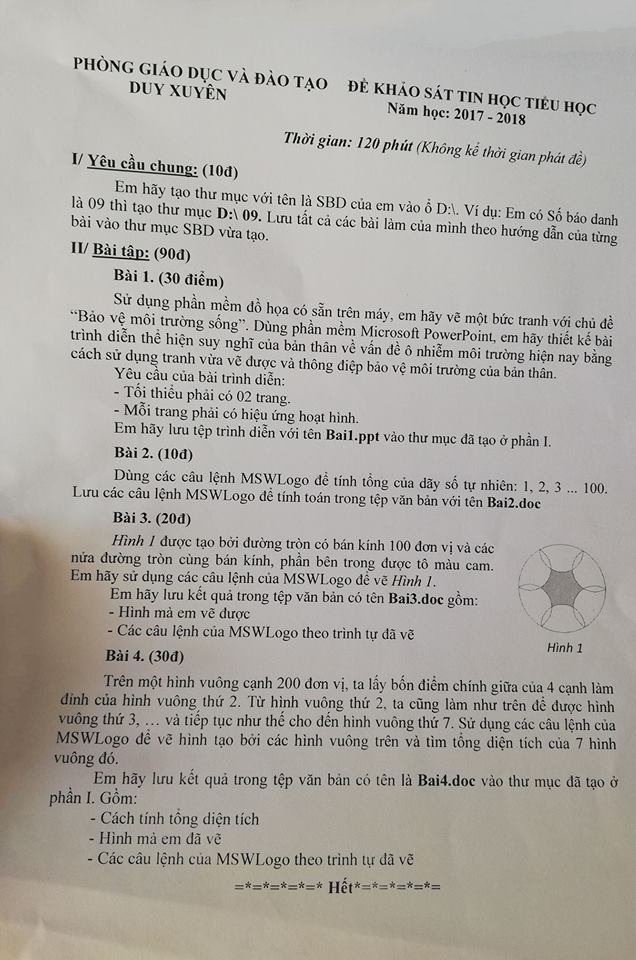 PHÒNG GIÁO DỤC VÀ ĐÀO TẠO
DUY XUYÊN
ĐỀ KHẢO SÁT TIN HỌC TIỂU HỌC
Năm học: 2017 - 2018
Thời gian: 120 phút (Không kể thời gian phát đề)
I/ Yêu cầu chung: (10đ)
Em hãy tạo thư mục với tên là SBD của em vào ổ D:\. Ví dụ: Em có Số báo danh
là 09 thì tạo thư mục D:\ 09. Lưu tất cả các bài làm của mình theo hướng dẫn của từng
bài vào thư mục SBD vừa tạo.
II/ Bài tập: (90đ)
Bài 1. (30 điểm)
Sử dụng phần mềm đồ họa có sẵn trên máy, em hãy vẽ một bức tranh với chủ đề
“Bảo vệ môi trường sống”. Dùng phần mềm Microsoft PowerPoint, em hãy thiết kế bài
trình diễn thể hiện suy nghĩ của bản thân về vấn đề ô nhiễm môi trường hiện nay bằng
cách sử dụng tranh vừa vẽ được và thông điệp bảo vệ môi trường của bản thân.
Yêu cầu của bài trình diễn:
- Tối thiểu phải có 02 trang.
- Mỗi trang phải có hiệu ứng hoạt hình.
Em hãy lưu tệp trình diễn với tên Bai1.ppt vào thư mục đã tạo ở phần I.
Bài 2. (10đ)
Dùng các câu lệnh MSWLogo để tính tổng của dãy số tự nhiên: 1, 2, 3 ... 100.
Lưu các câu lệnh MSWLogo để tính toán trong tệp văn bản với tên Bai2.doc
Bài 3. (20đ)
Hình 1 được tạo bởi đường tròn có bán kính 100 đơn vị và các
nửa đường tròn cùng bán kính, phần bên trong được tô màu cam.
Em hãy sử dụng các câu lệnh của MSWLogo để vẽ Hình 1.
Em hãy lưu kết quả trong tệp văn bản có tên Bai3.doc gồm:
- Hình mà em vẽ được
- Các câu lệnh của MSWLogo theo trình tự đã vẽ
Hình 1
Bài 4. (30đ)
Trên một hình vuông cạnh 200 đơn vị, ta lấy bốn điểm chính giữa của 4 cạnh làm
đỉnh của hình vuông thứ 2. Từ hình vuông thứ 2, ta cũng làm như trên để được hình
vuông thứ 3, … và tiếp tục như thế cho đến hình vuông thứ 7. Sử dụng các câu lệnh của
MSWLogo để vẽ hình tạo bởi các hình vuông trên và tìm tổng diện tích của 7 hình
vuông đó.
Em hãy lưu kết quả trong tệp văn bản có tên là Bai4.doc vào thư mục đã tạo ở
phần I. Gồm:
- Cách tính tổng diện tích
- Hình mà em đã vẽ
- Các câu lệnh của MSWLogo theo trình tự đã vẽ
=*=*=*=*=* Hết*=*=*=*=*=